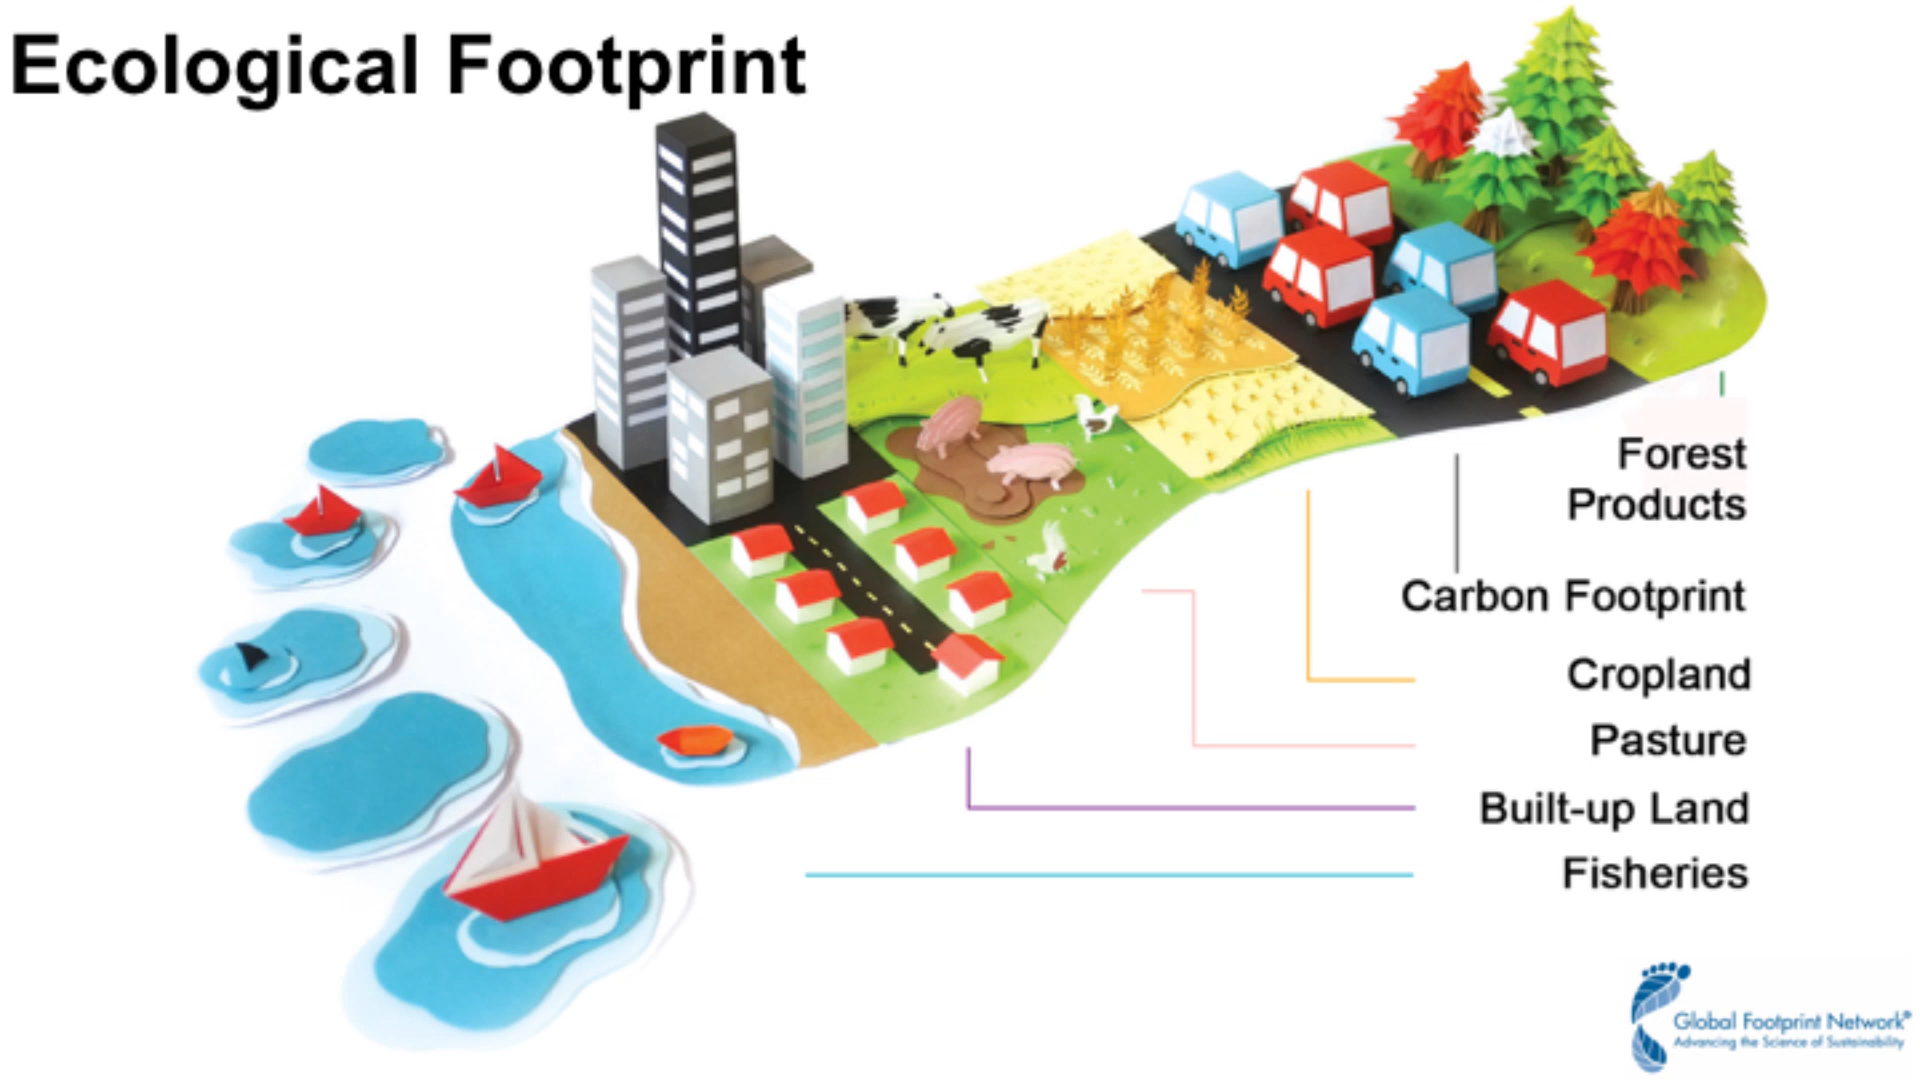 Ecological Footprint
Forest
Products
Carbon Footprint
Cropland
Pasture
Built-up Land
Fisheries
Global Footprint Network®
Advancing the Science of Sustainability